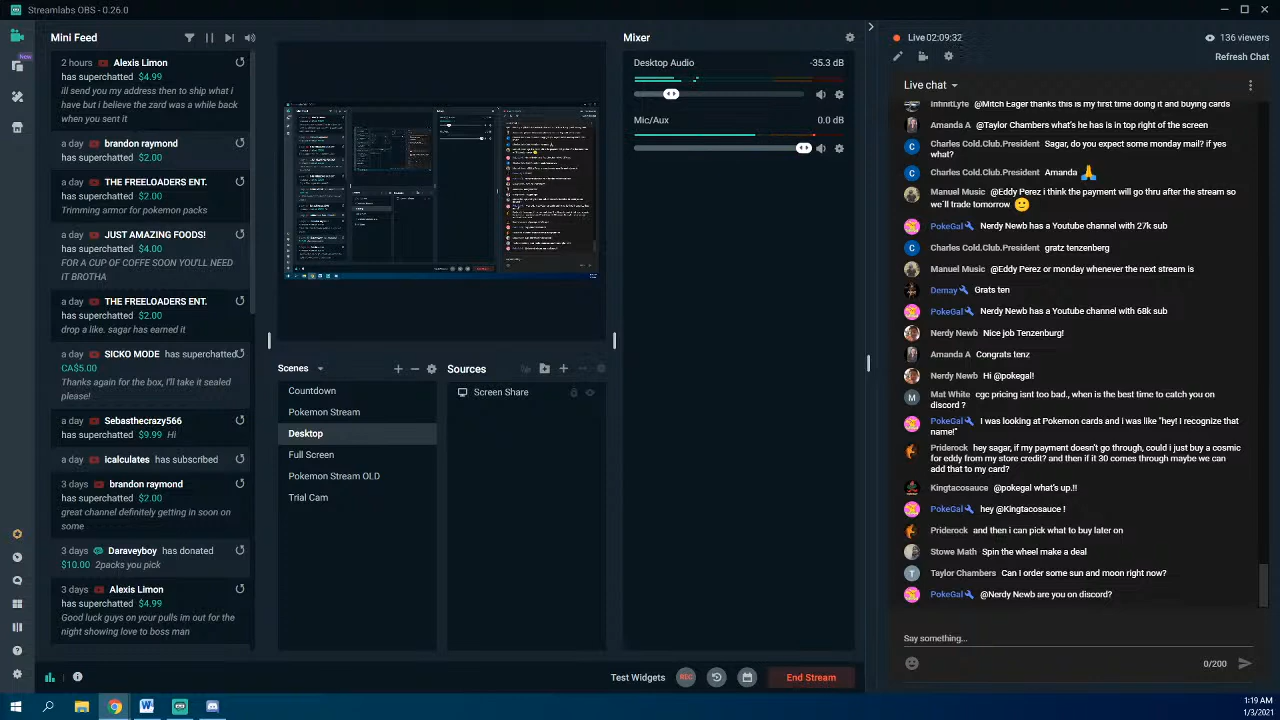 Streamlabs OBS - 0.26.0
New
Mini Feed
2 hours Alexis Limon
has superchatted $4.99
ill send you my address then to ship what i
have but i believe the zard was a while back
when you sent it
a day brandon raymond
has superchatted $2.00
a day THE FREELOADERS ENT.
has superchatted $2.00
Trimming armor for pokemon packs
a day JUST AMAZING FOODS!
has superchatted $4.00
FOR A CUP OF COFFE SOON YOU'LL NEED
IT BROTHA
a day THE FREELOADERS ENT.
has superchatted $2.00
drop a like. sagar has earned it
a day SICKO MODE has superchatted
CA$5.00
Thanks again for the box, I'll take it sealed
please!
a day Sebasthecrazy566
has superchatted $9.99 Hi
a day icalculates has subscribed
3 days brandon raymond
has superchatted $2.00
great channel definitely getting in soon on
some
3 days Daraveyboy has donated
$10.00 2packs you pick
3 days Alexis Limon
has superchatted $4.99
Good luck guys on your pulls im out for the
night showing love to boss man
Scenes
Countdown
Pokemon Stream
Desktop
Full Screen
Pokemon Stream OLD
Trial Cam
Sources
Screen Share
Mixer
Desktop Audio -35.3 dB
Mic/Aux 0.0 dB
Test Widgets REC End Stream
Live 02:09:32 136 viewers
Refresh Chat
Live chat
InfinitLyte @Mitch Eager thanks this is my first time doing it and buying cards
Amanda A @Taylor Chambers what's he has is in top right of the screen
Charles Cold.Club.President Sagar, do you expect some monday mail? if yes
what?
Charles Cold.Club.President Amanda
Manuel Music @Eddy Perez i think the payment will go thru after the stream so
we´ll trade tomorrow
PokeGal Nerdy Newb has a Youtube channel with 27k sub
Charles Cold.Club.President gratz tenzenberg
Manuel Music @Eddy Perez or monday whenever the next stream is
Demay Grats ten
PokeGal Nerdy Newb has a Youtube channel with 68k sub
Nerdy Newb Nice job Tenzenburg!
Amanda A Congrats tenz
Nerdy Newb Hi @pokegal!
Mat White cgc pricing isnt too bad., when is the best time to catch you on
discord ?
PokeGal I was looking at Pokemon cards and i was like "hey! I recognize that
name!"
Priderock hey sagar, if my payment doesn't go through, could i just buy a cosmic
for eddy from my store credit? and then if it 30 comes through maybe we can
add that to my card?
Kingtacosauce @pokegal what's up.!!
PokeGal hey @Kingtacosauce !
Priderock and then i can pick what to buy later on
Stowe Math Spin the wheel make a deal
Taylor Chambers Can I order some sun and moon right now?
PokeGal @Nerdy Newb are you on discord?
Say something...
0/200
1:19 AM
1/3/2021